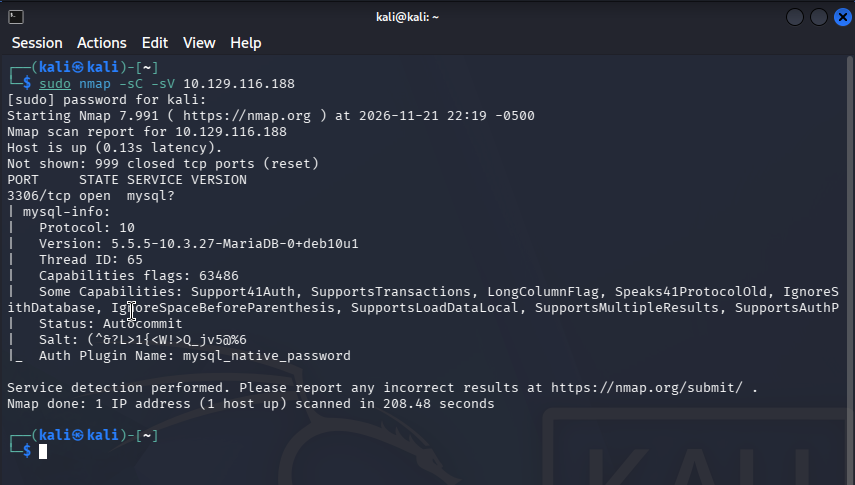 kali@kali: ~
Session Actions Edit View Help
┌──(kali㉿kali)-[~]
└─$ sudo nmap -sC -sV 10.129.116.188
[sudo] password for kali:
Starting Nmap 7.991 ( https://nmap.org ) at 2026-11-21 22:19 -0500
Nmap scan report for 10.129.116.188
Host is up (0.13s latency).
Not shown: 999 closed tcp ports (reset)
PORT     STATE SERVICE VERSION
3306/tcp open  mysql?
| mysql-info:
|   Protocol: 10
|   Version: 5.5.5-10.3.27-MariaDB-0+deb10u1
|   Thread ID: 65
|   Capabilities flags: 63486
|   Some Capabilities: Support41Auth, SupportsTransactions, LongColumnFlag, Speaks41ProtocolOld, IgnoreS
ithDatabase, IgnoreSpaceBeforeParenthesis, SupportsLoadDataLocal, SupportsMultipleResults, SupportsAuthP
|   Status: Autocommit
|   Salt: (^&?L>1{<W!>Q_jv5@%6
|_  Auth Plugin Name: mysql_native_password
Service detection performed. Please report any incorrect results at https://nmap.org/submit/ .
Nmap done: 1 IP address (1 host up) scanned in 208.48 seconds
┌──(kali㉿kali)-[~]
└─$
KALI